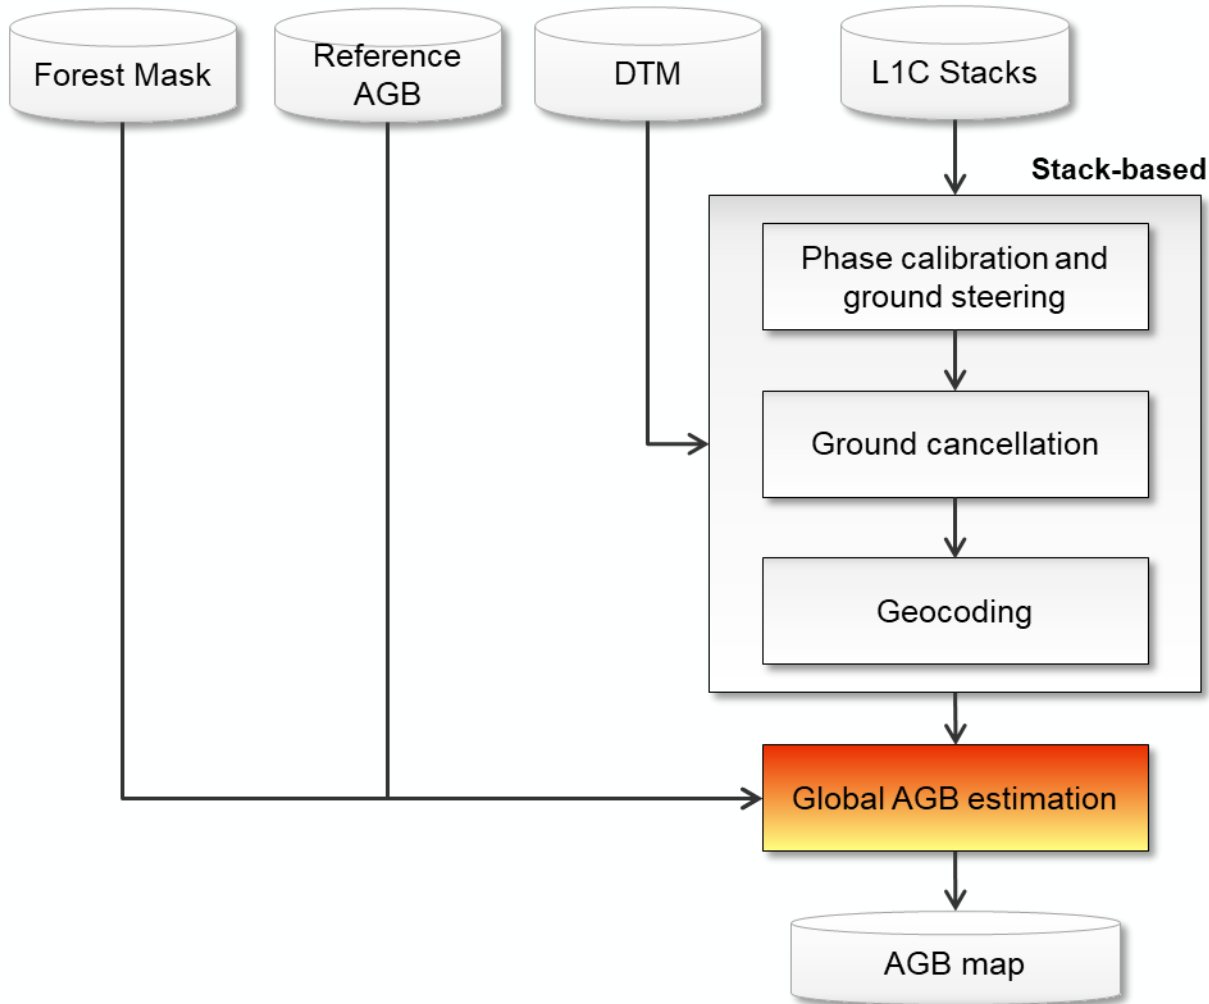 Forest Mask
Reference
AGB
DTM
L1C Stacks
Stack-based
Phase calibration and
ground steering
Ground cancellation
Geocoding
Global AGB estimation
AGB map